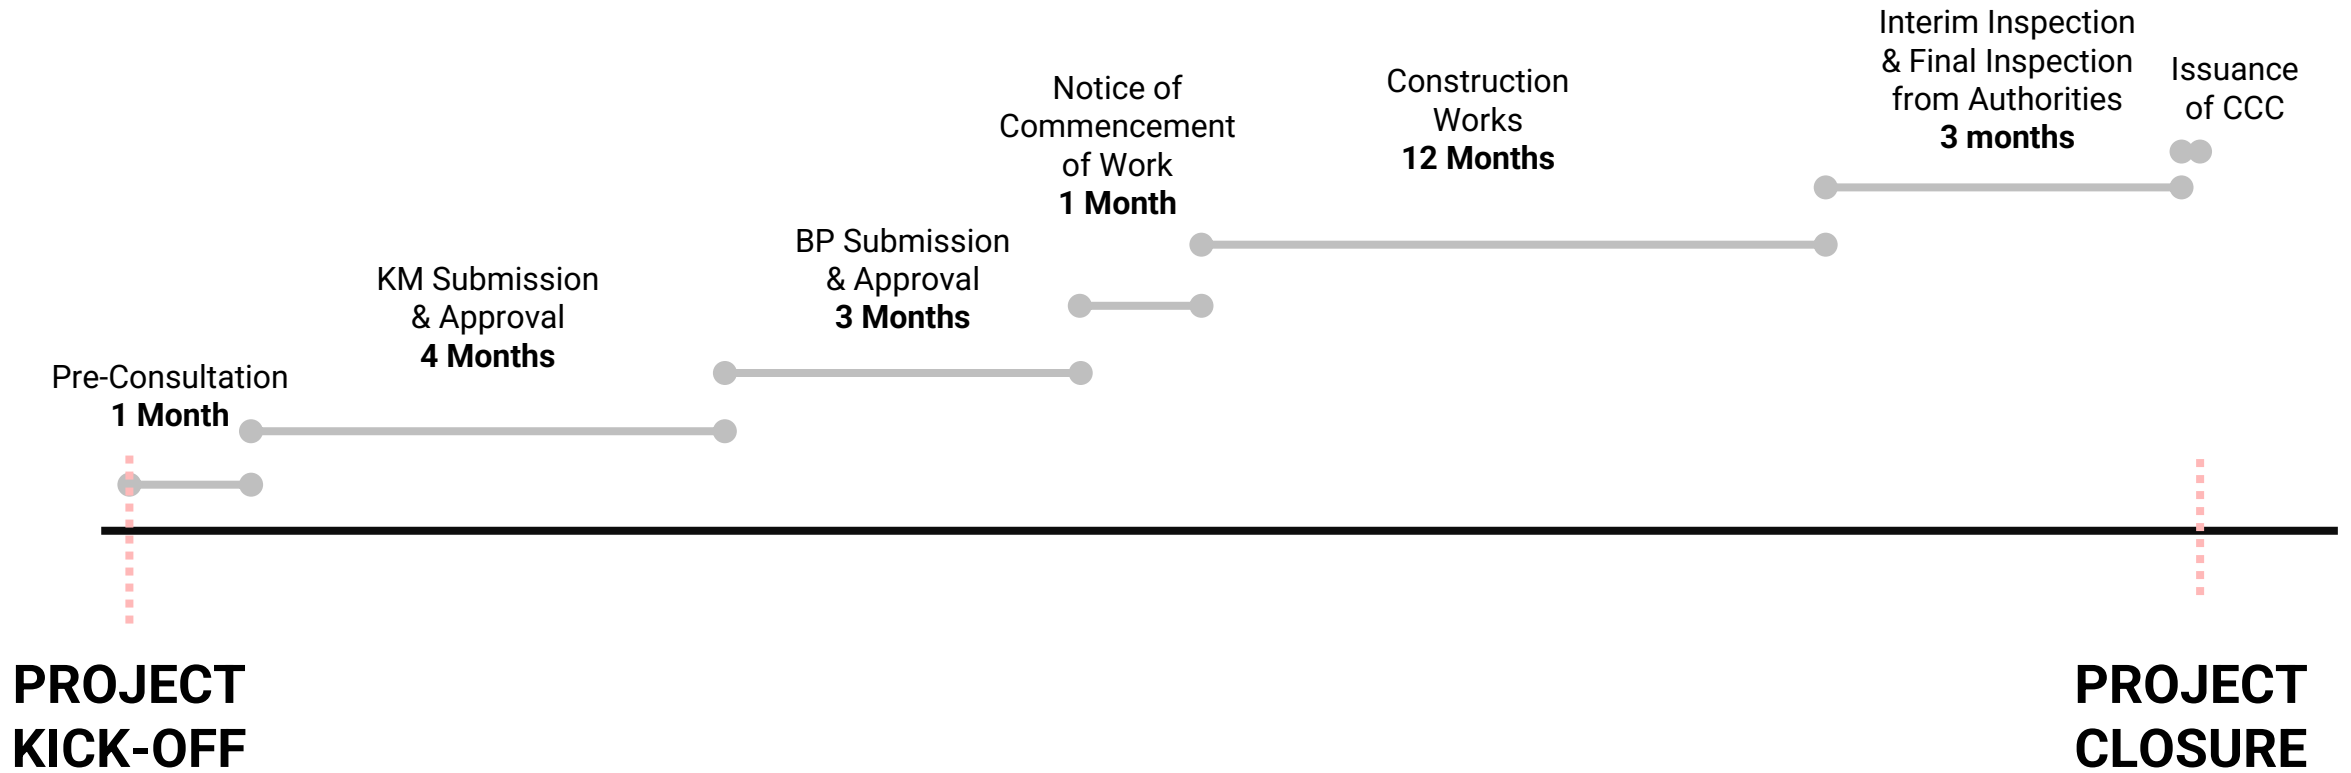 Pre-Consultation
1 Month
KM Submission
& Approval
4 Months
BP Submission
& Approval
3 Months
Notice of
Commencement
of Work
1 Month
Construction
Works
12 Months
Interim Inspection
& Final Inspection
from Authorities
3 months
Issuance
of CCC
PROJECT
KICK-OFF
PROJECT
CLOSURE